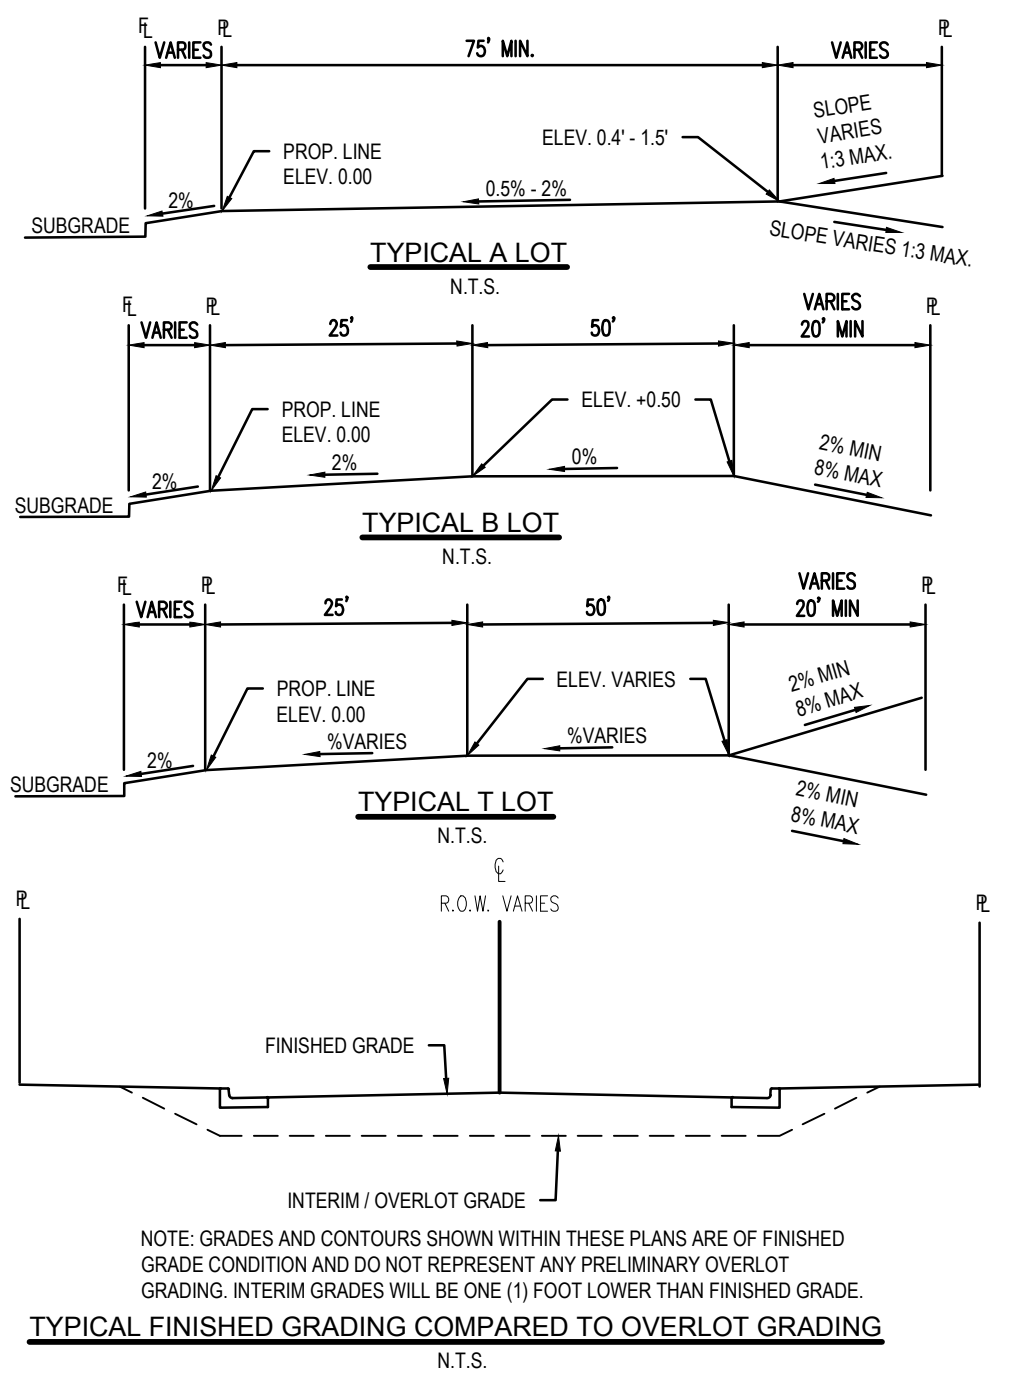 FL PL PL
VARIES 75' MIN. VARIES
SLOPE
VARIES
1:3 MAX.
PROP. LINE
ELEV. 0.00
ELEV. 0.4' - 1.5'
2% 0.5% - 2%
SUBGRADE
SLOPE VARIES 1:3 MAX.
TYPICAL A LOT
N.T.S.
FL PL PL
VARIES 25' 50' VARIES
20' MIN
PROP. LINE
ELEV. 0.00
ELEV. +0.50
2% MIN
8% MAX
2% 2% 0%
SUBGRADE
TYPICAL B LOT
N.T.S.
FL PL PL
VARIES 25' 50' VARIES
20' MIN
PROP. LINE
ELEV. 0.00
ELEV. VARIES
2% MIN
8% MAX
2% %VARIES %VARIES
SUBGRADE
2% MIN
8% MAX
TYPICAL T LOT
N.T.S.
CL
PL R.O.W. VARIES PL
FINISHED GRADE
INTERIM / OVERLOT GRADE
NOTE: GRADES AND CONTOURS SHOWN WITHIN THESE PLANS ARE OF FINISHED
GRADE CONDITION AND DO NOT REPRESENT ANY PRELIMINARY OVERLOT
GRADING. INTERIM GRADES WILL BE ONE (1) FOOT LOWER THAN FINISHED GRADE.
TYPICAL FINISHED GRADING COMPARED TO OVERLOT GRADING
N.T.S.